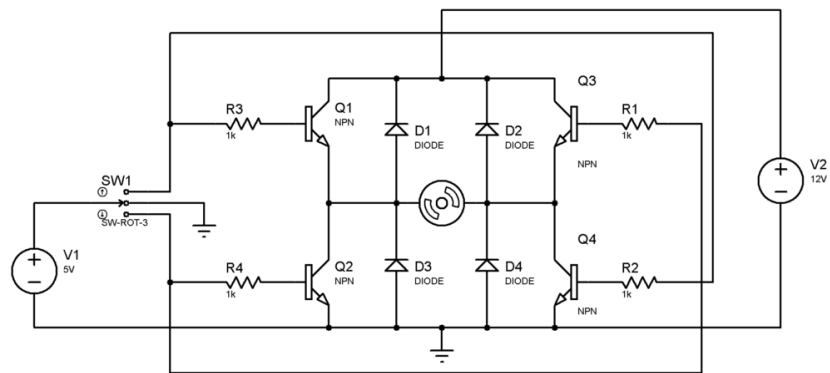 Q3
R3
Q1
R1
1k
NPN
D1
D2
1k
DIODE
DIODE
V2
NPN
12V
SW1
SW-ROT-3
Q4
V1
R4
Q2
D3
D4
R2
5V
1k
NPN
DIODE
DIODE
1k
NPN